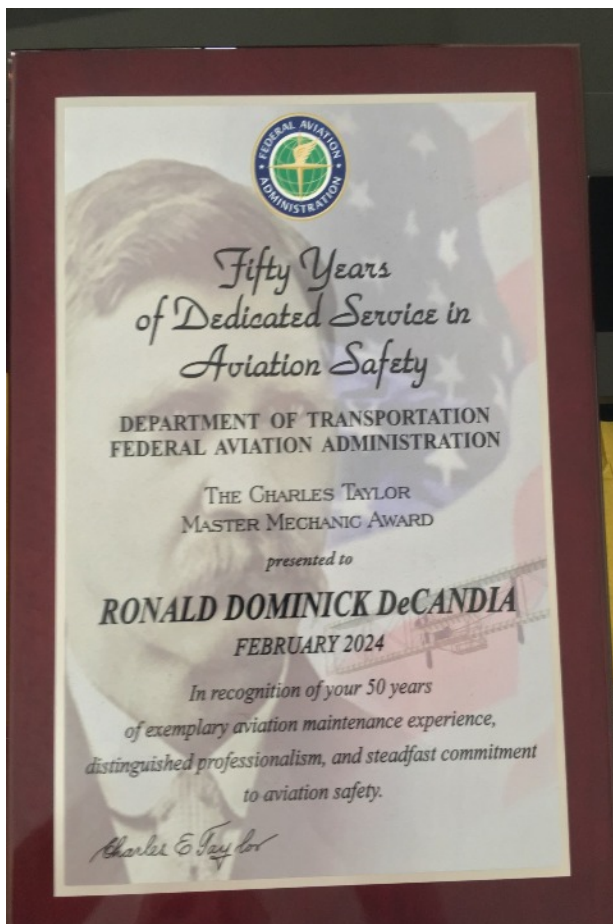 FEDERAL AVIATION
ADMINISTRATION
Fifty Years
of Dedicated Service in
Aviation Safety
DEPARTMENT OF TRANSPORTATION
FEDERAL AVIATION ADMINISTRATION
THE CHARLES TAYLOR
MASTER MECHANIC AWARD
presented to
RONALD DOMINICK DeCANDIA
FEBRUARY 2024
In recognition of your 50 years
of exemplary aviation maintenance experience,
distinguished professionalism, and steadfast commitment
to aviation safety.
Charles E Taylor